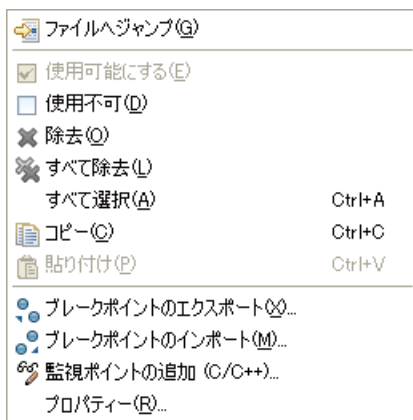 ファイルへジャンプ(G)
使用可能にする(E)
使用不可(D)
除去(O)
すべて除去(L)
すべて選択(A) Ctrl+A
コピー(C) Ctrl+C
貼り付け(P) Ctrl+V
ブレークポイントのエクスポート(X)...
ブレークポイントのインポート(M)...
監視ポイントの追加 (C/C++)...
プロパティー(R)...